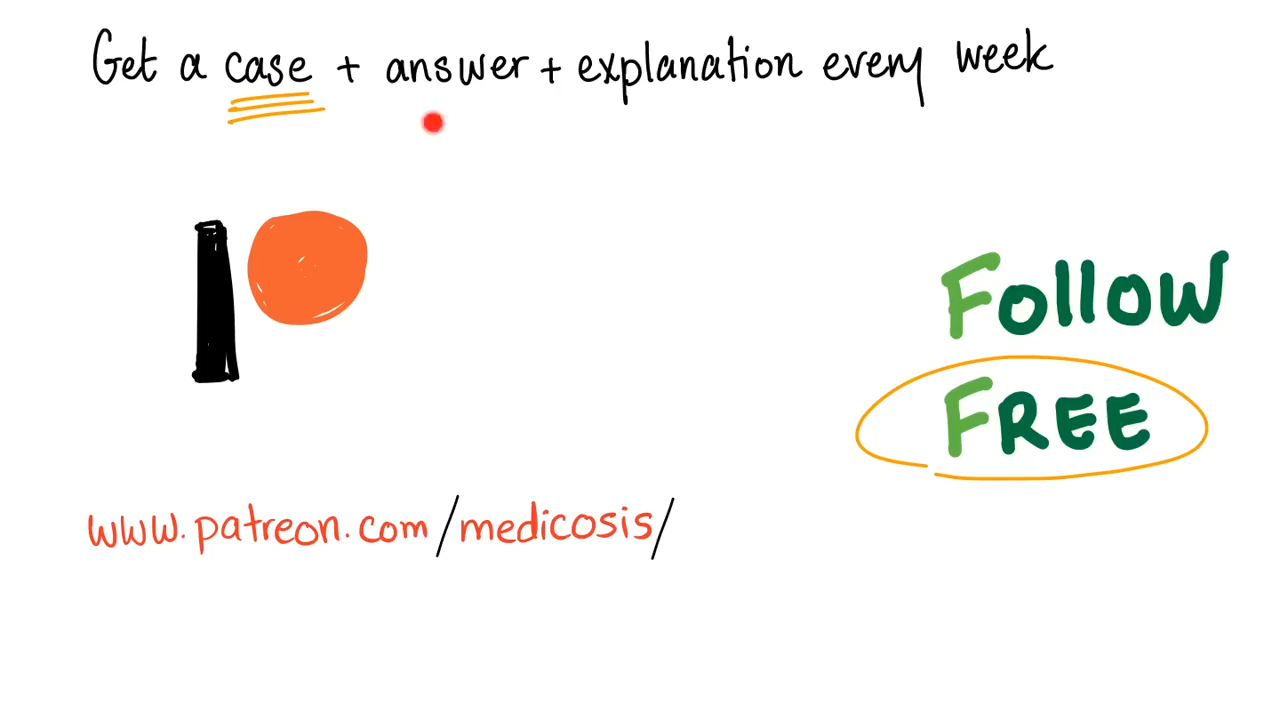 Get a case + answer + explanation every week
Follow
FREE
www.patreon.com/medicosis/